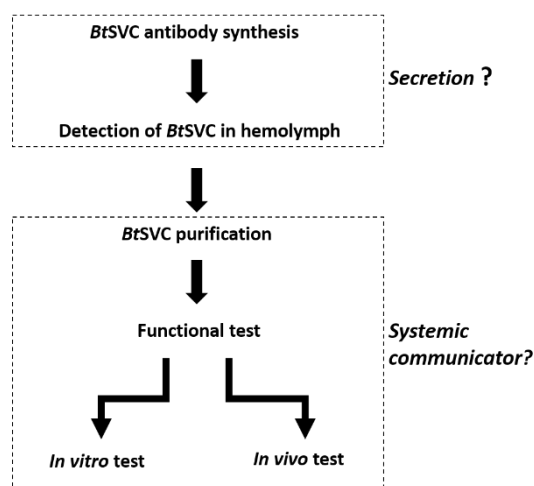 BtSVC antibody synthesis
Secretion ?
Detection of BtSVC in hemolymph
BtSVC purification
Functional test
Systemic
communicator?
In vitro test
In vivo test